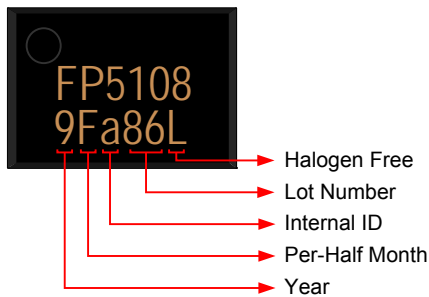 FP5108
9Fa86L
Halogen Free
Lot Number
Internal ID
Per-Half Month
Year